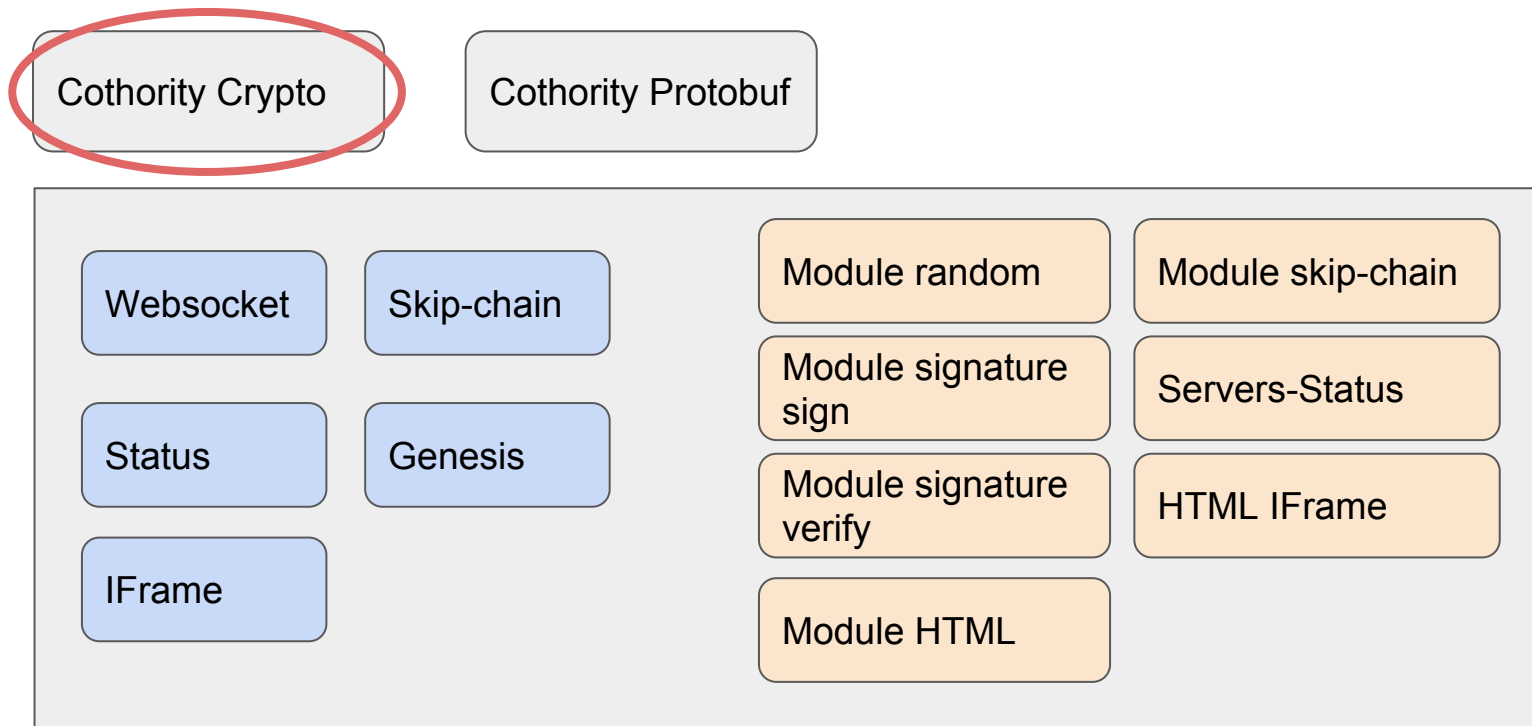 Cothority Crypto
Cothority Protobuf
Websocket
Skip-chain
Status
Genesis
IFrame
Module random
Module skip-chain
Module signature
sign
Servers-Status
Module signature
verify
HTML IFrame
Module HTML